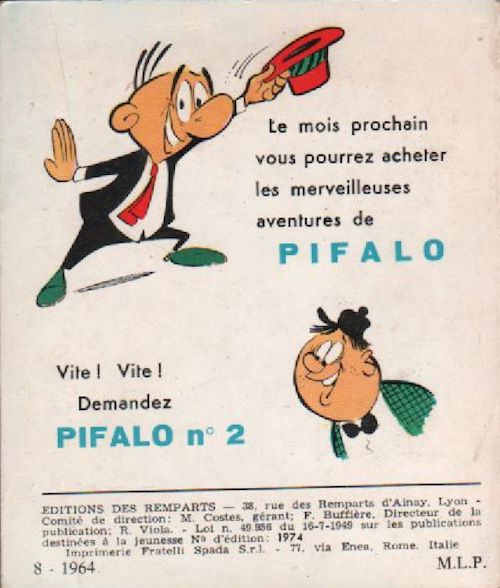 Le mois prochain
vous pourrez acheter
les merveilleuses
aventures de
PIFALO
Vite! Vite!
Demandez
PIFALO n° 2
EDITIONS DES REMPARTS — 38, rue des Remparts d'Ainay, Lyon -
Comité de direction: M. Costes, gérant; F. Buffière, Directeur de la
publication; R. Viola. - Loi n. 49.956 du 16-7-1949 sur les publications
destinées à la jeunesse N° d'édition: 1974
Imprimerie Fratelli Spada S.r.l. - 77, via Enea, Rome, Italie
8 - 1964
M.L.P.